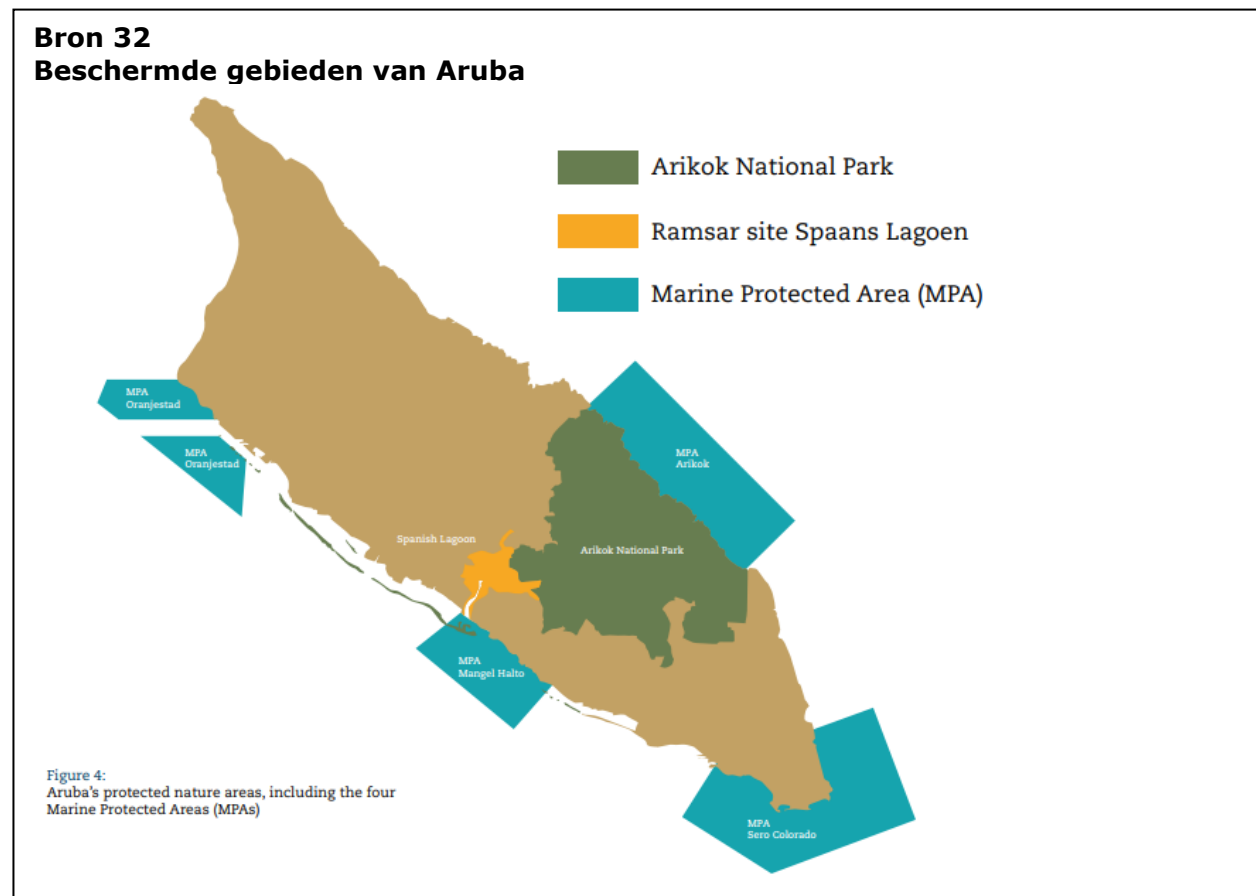 Bron 32
Beschermde gebieden van Aruba
Arikok National Park
Ramsar site Spaans Lagoen
Marine Protected Area (MPA)
MPA
Oranjestad
MPA
Oranjestad
MPA
Arikok
Spanish Lagoon
Arikok National Park
MPA
Mangel Halto
MPA
Sero Colorado
Figure 4:
Aruba's protected nature areas, including the four
Marine Protected Areas (MPAs)